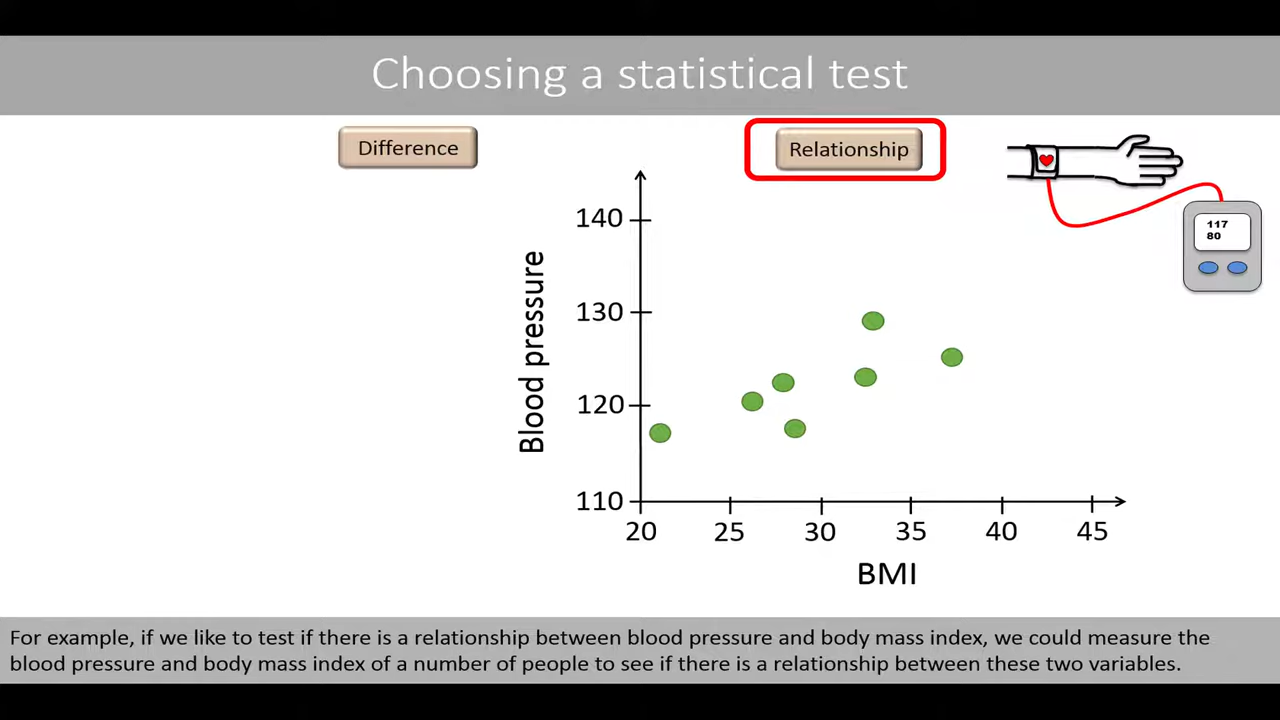 Choosing a statistical test
Difference
Relationship
117
80
140
130
120
110
Blood pressure
20 25 30 35 40 45
BMI
For example, if we like to test if there is a relationship between blood pressure and body mass index, we could measure the
blood pressure and body mass index of a number of people to see if there is a relationship between these two variables.